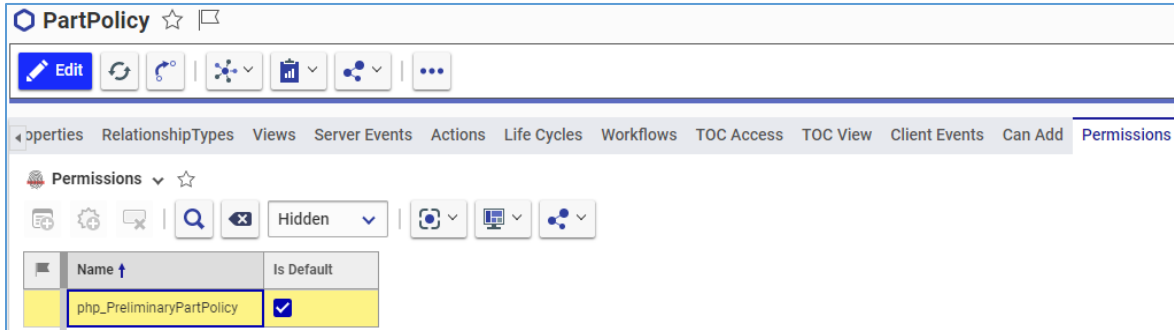 PartPolicy
Edit
operties RelationshipTypes Views Server Events Actions Life Cycles Workflows TOC Access TOC View Client Events Can Add Permissions
Permissions
Hidden
Name Is Default
php_PreliminaryPartPolicy